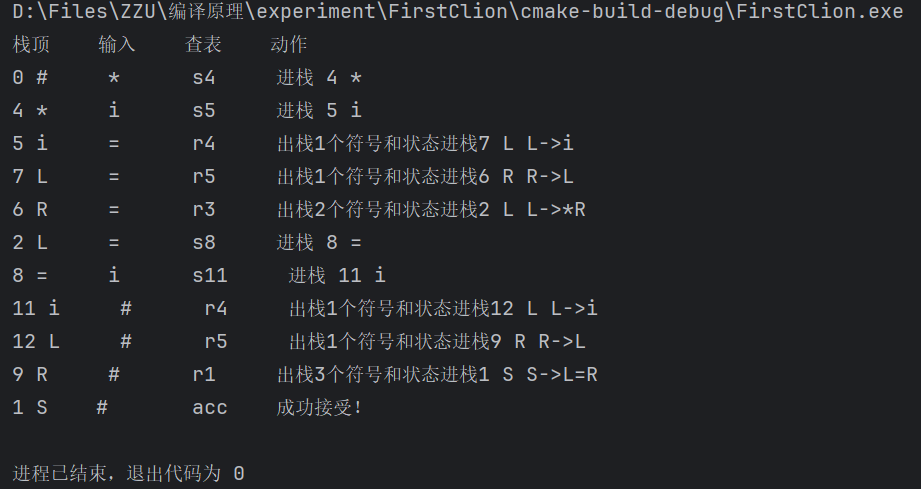 D:\Files\ZZU\编译原理\experiment\FirstClion\cmake-build-debug\FirstClion.exe
栈顶 输入 查表 动作
0 # * s4 进栈 4 *
4 * i s5 进栈 5 i
5 i = r4 出栈1个符号和状态进栈7 L L->i
7 L = r5 出栈1个符号和状态进栈6 R R->L
6 R = r3 出栈2个符号和状态进栈2 L L->*R
2 L = s8 进栈 8 =
8 = i s11 进栈 11 i
11 i # r4 出栈1个符号和状态进栈12 L L->i
12 L # r5 出栈1个符号和状态进栈9 R R->L
9 R # r1 出栈3个符号和状态进栈1 S S->L=R
1 S # acc 成功接受!
进程已结束，退出代码为 0